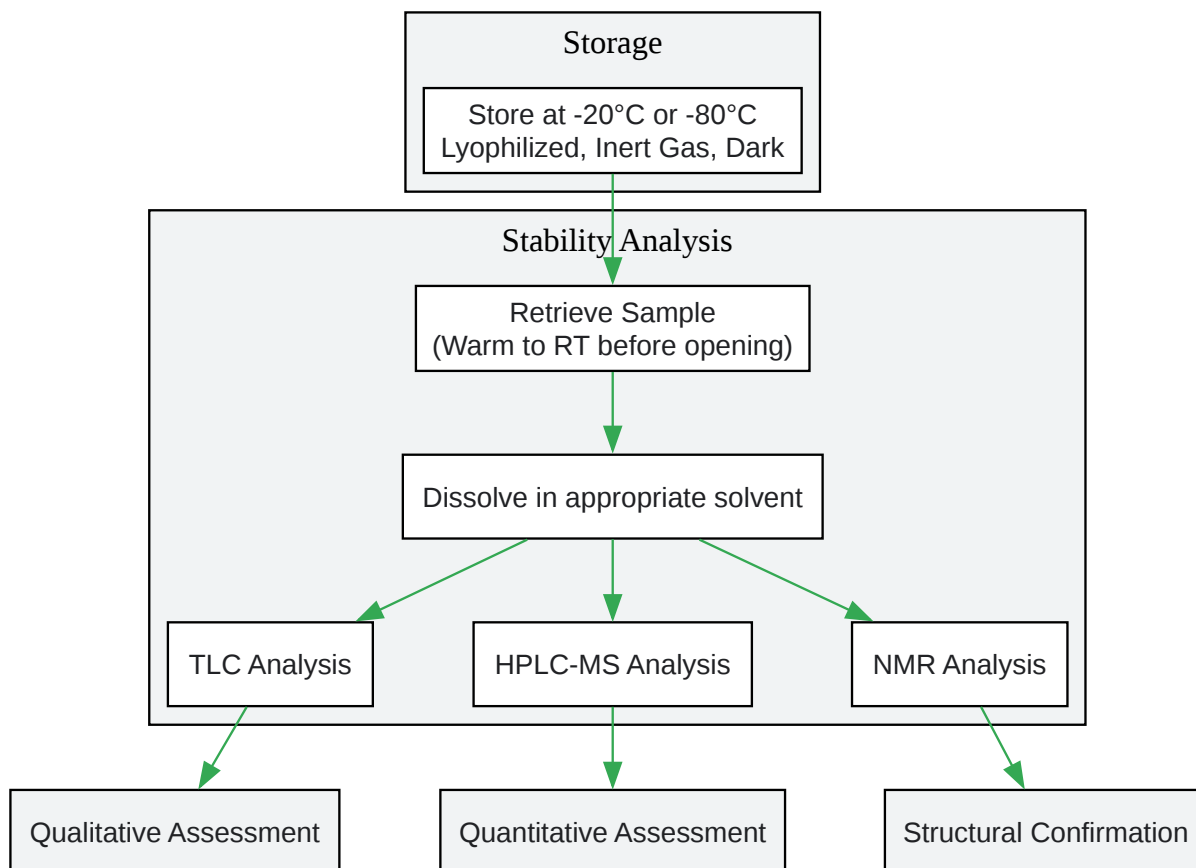 Storage
Store at -20°C or -80°C
Lyophilized, Inert Gas, Dark
Stability Analysis
Retrieve Sample
(Warm to RT before opening)
Dissolve in appropriate solvent
TLC Analysis
HPLC-MS Analysis
NMR Analysis
Qualitative Assessment
Quantitative Assessment
Structural Confirmation